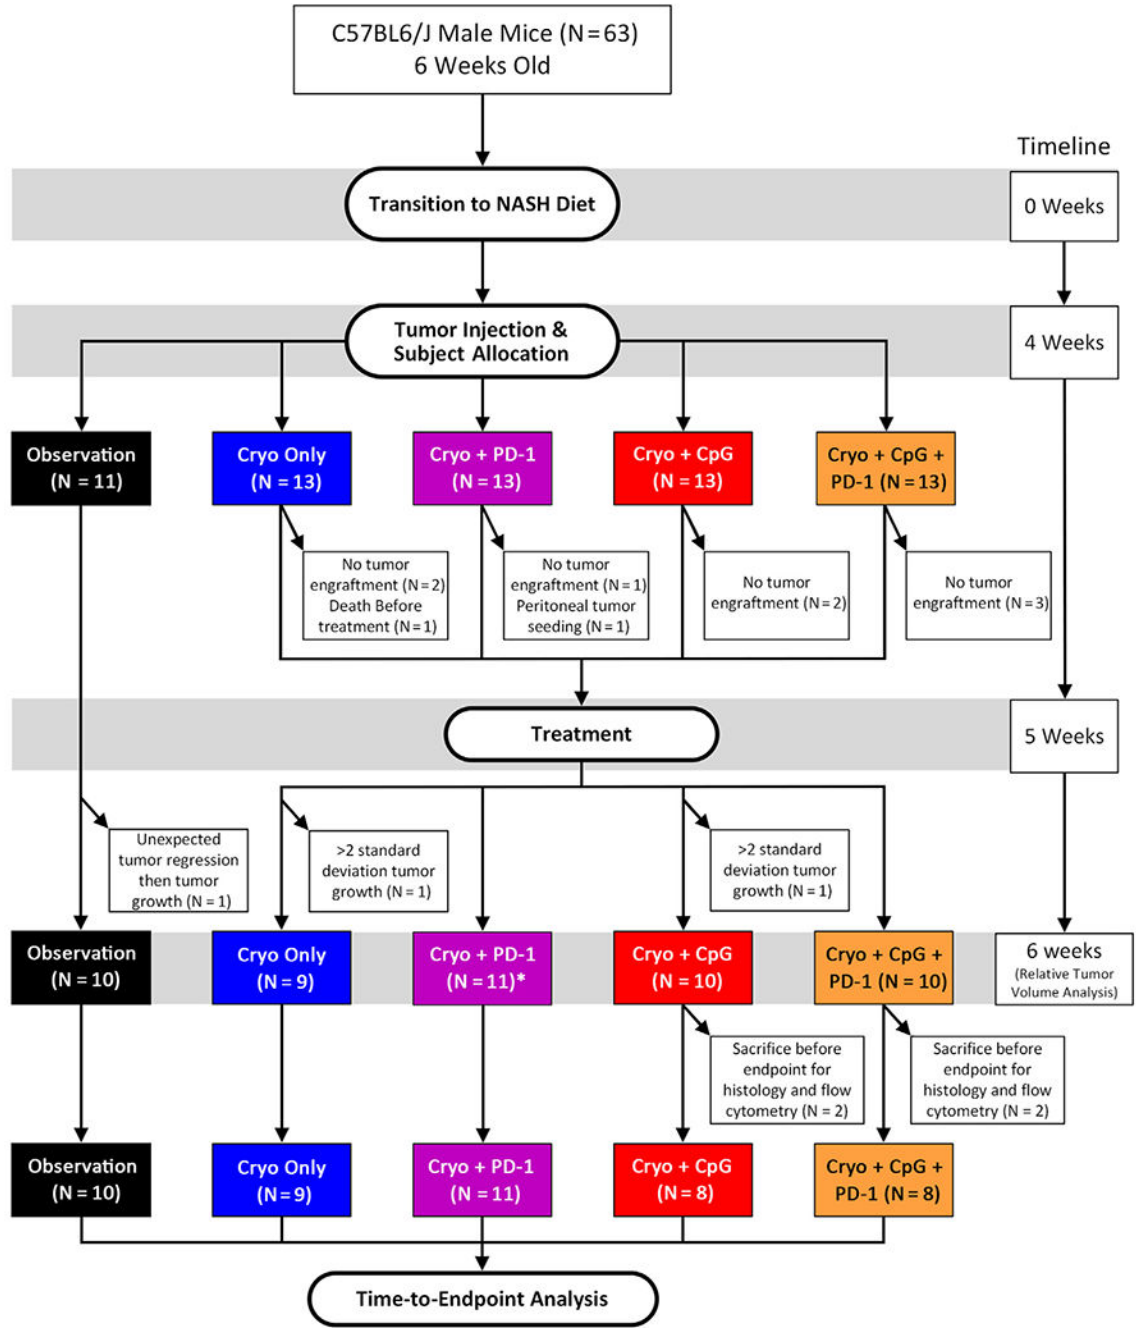 C57BL6/J Male Mice (N = 63)
6 Weeks Old
Timeline
Transition to NASH Diet
0 Weeks
Tumor Injection &
Subject Allocation
4 Weeks
Observation
(N = 11)
Cryo Only
(N = 13)
Cryo + PD-1
(N = 13)
Cryo + CpG
(N = 13)
Cryo + CpG +
PD-1 (N = 13)
No tumor
engraftment (N = 2)
Death Before
treatment (N = 1)
No tumor
engraftment (N = 1)
Peritoneal tumor
seeding (N = 1)
No tumor
engraftment (N = 2)
No tumor
engraftment (N = 3)
Treatment
5 Weeks
Unexpected
tumor regression
then tumor
growth (N = 1)
>2 standard
deviation tumor
growth (N = 1)
>2 standard
deviation tumor
growth (N = 1)
Observation
(N = 10)
Cryo Only
(N = 9)
Cryo + PD-1
(N = 11)*
Cryo + CpG
(N = 10)
Cryo + CpG +
PD-1 (N = 10)
6 weeks
(Relative Tumor
Volume Analysis)
Sacrifice before
endpoint for
histology and flow
cytometry (N = 2)
Sacrifice before
endpoint for
histology and flow
cytometry (N = 2)
Observation
(N = 10)
Cryo Only
(N = 9)
Cryo + PD-1
(N = 11)
Cryo + CpG
(N = 8)
Cryo + CpG +
PD-1 (N = 8)
Time-to-Endpoint Analysis